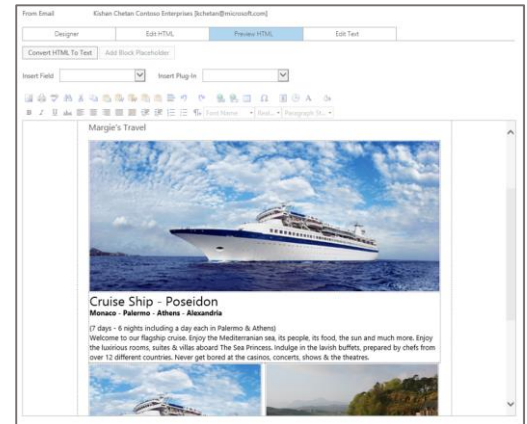 From Email Kishan Chetan Contoso Enterprises [kchetan@microsoft.com]
Designer Edit HTML Preview HTML Edit Text
Convert HTML To Text Add Block Placeholder
Insert Field Insert Plug-In
Font Name Real... Paragraph St...
Margie's Travel
Cruise Ship - Poseidon
Monaco - Palermo - Athens - Alexandria
(7 days - 6 nights including a day each in Palermo & Athens)
Welcome to our flagship cruise. Enjoy the Mediterranean sea, its people, its food, the sun and much more. Enjoy
the luxurious rooms, suites & villas aboard The Sea Princess. Indulge in the lavish buffets, prepared by chefs from
over 12 different countries. Never get bored at the casinos, concerts, shows & the theatres.